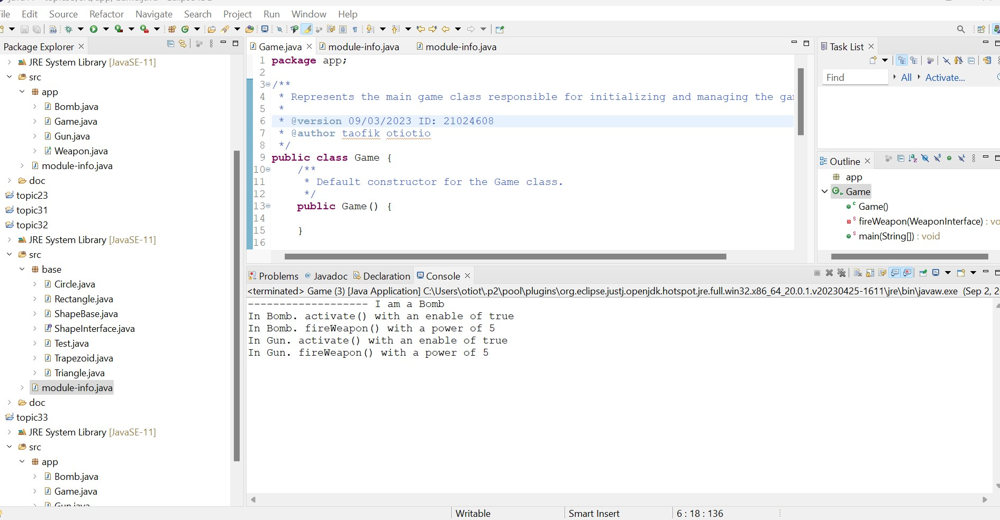 File Edit Source Refactor Navigate Search Project Run Window Help
Package Explorer
JRE System Library [JavaSE-11]
src
app
Bomb.java
Game.java
Gun.java
Weapon.java
module-info.java
doc
topic23
topic31
topic32
JRE System Library [JavaSE-11]
src
base
Circle.java
Rectangle.java
ShapeBase.java
ShapeInterface.java
Test.java
Trapezoid.java
Triangle.java
module-info.java
doc
topic33
JRE System Library [JavaSE-11]
src
app
Bomb.java
Game.java
Gun.java
Game.java module-info.java module-info.java
1 package app;
2
3 /**
4 * Represents the main game class responsible for initializing and managing the
5 *
6 * @version 09/03/2023 ID: 21024608
7 * @author taofik otiotio
8 */
9 public class Game {
10 /**
11 * Default constructor for the Game class.
12 */
13 public Game() {
14
15 }
16
Task List
Find All Activate...
Outline
app
Game
Game()
fireWeapon(WeaponInterface) : vo
main(String[]) : void
Problems @ Javadoc Declaration Console
<terminated> Game (3) [Java Application] C:\Users\otiot\.p2\pool\plugins\org.eclipse.justj.openjdk.hotspot.jre.full.win32.x86_64_20.0.1.v20230425-1611\jre\bin\javaw.exe (Sep 2, 2
------------------- I am a Bomb
In Bomb. activate() with an enable of true
In Bomb. fireWeapon() with a power of 5
In Gun. activate() with an enable of true
In Gun. fireWeapon() with a power of 5
Writable Smart Insert 6 : 18 : 136